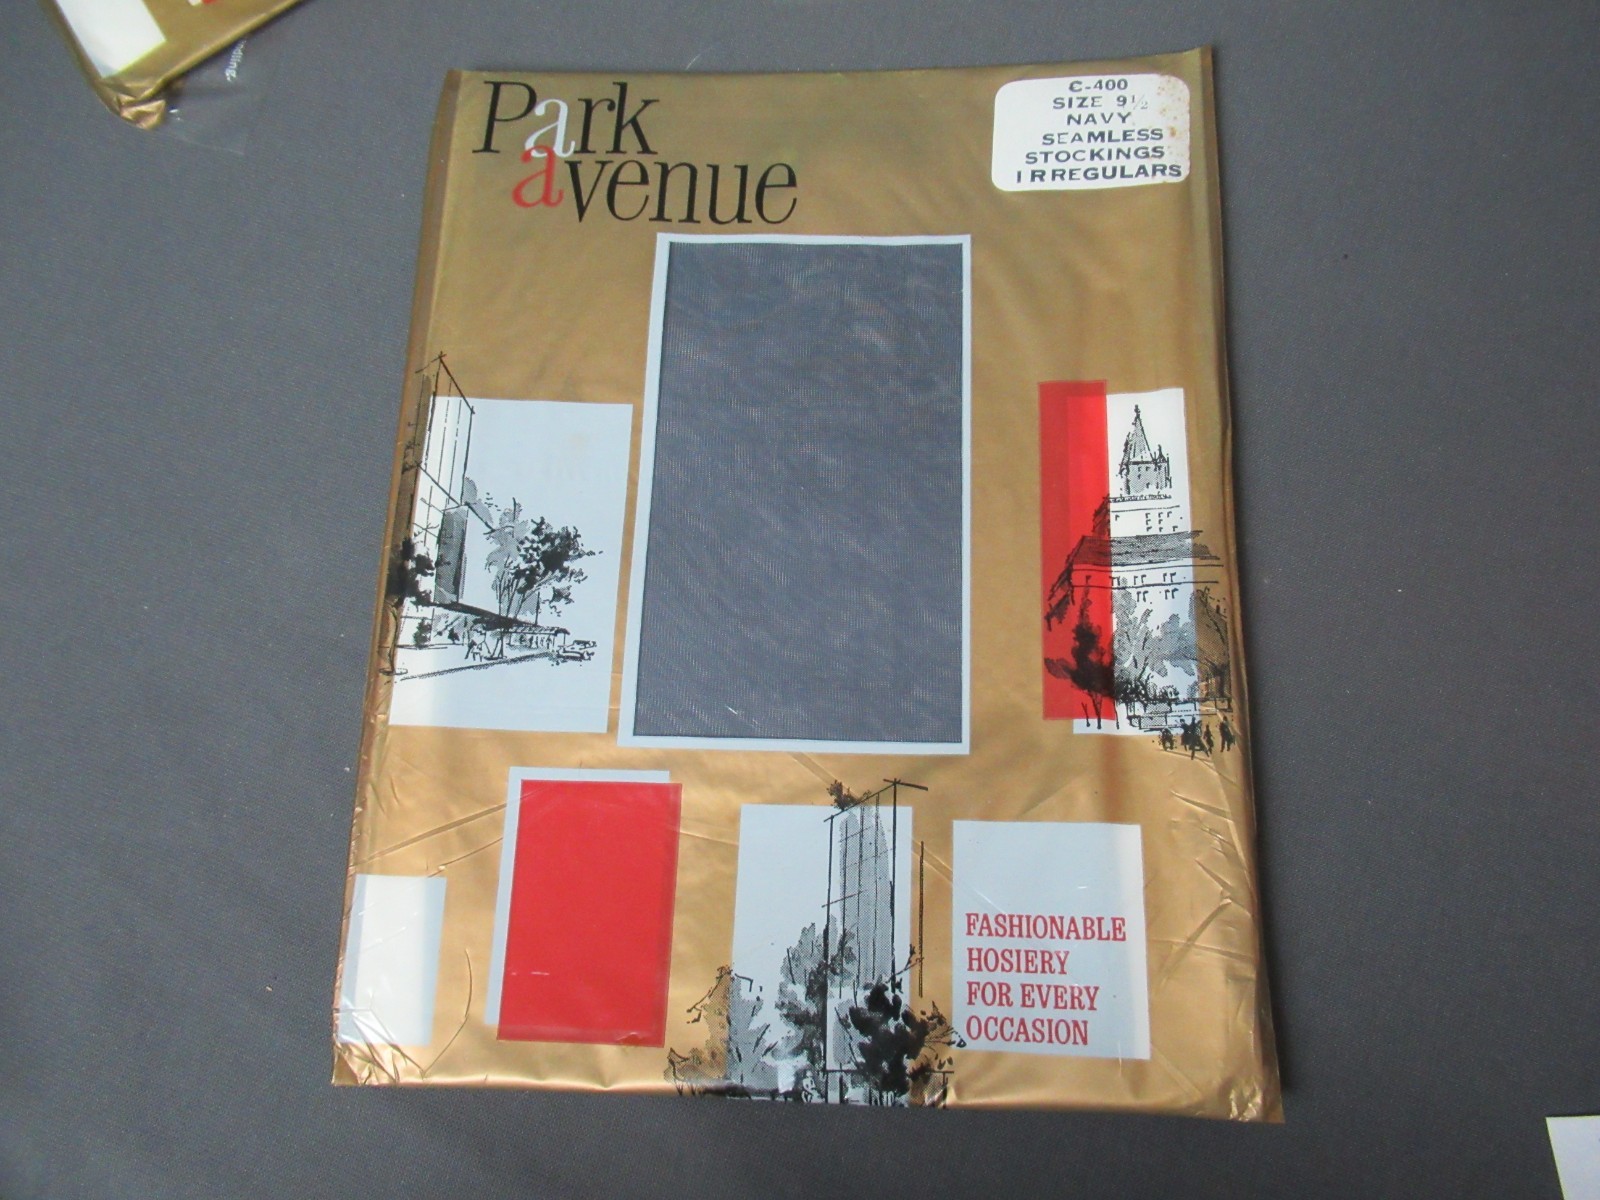 Park
avenue
C-400
SIZE 9½
NAVY
SEAMLESS
STOCKINGS
IRREGULARS
FASHIONABLE
HOSIERY
FOR EVERY
OCCASION